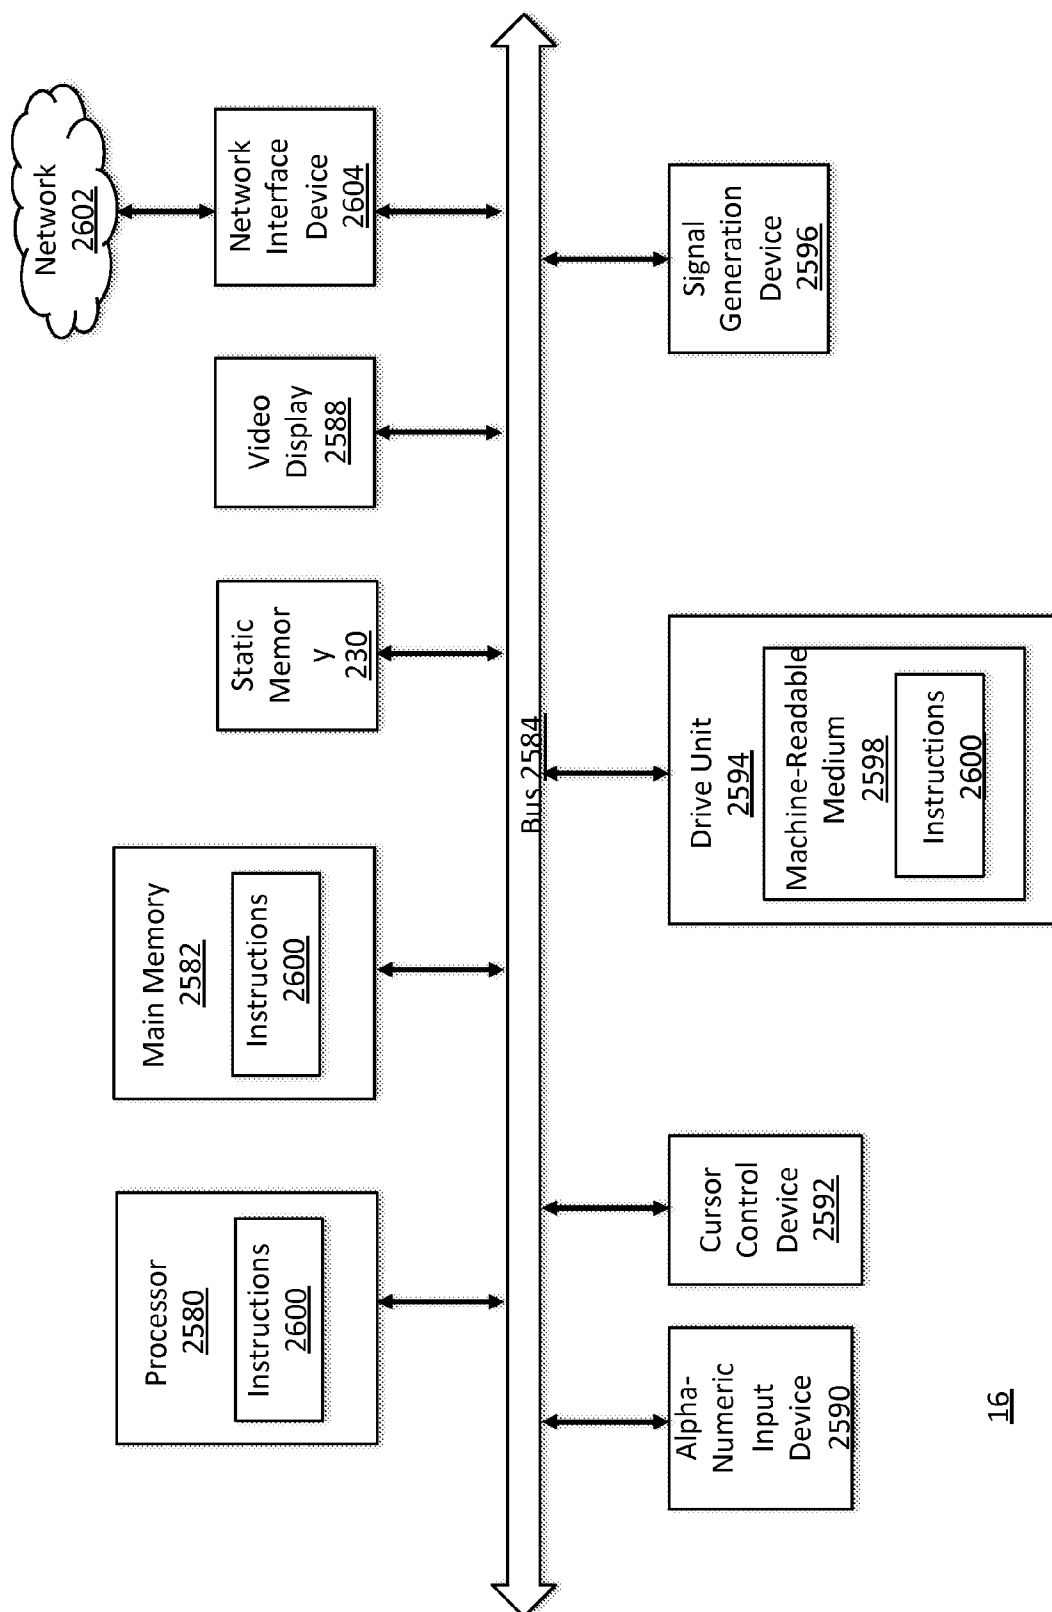 Processor
2580
Instructions
2600
Main Memory
2582
Instructions
2600
Static
Memor
y
230
Video
Display
2588
Network
Interface
Device
2604
Network
2602
Bus 2584
Alpha-
Numeric
Input
Device
2590
Cursor
Control
Device
2592
Drive Unit
2594
Machine-Readable
Medium
2598
Instructions
2600
Signal
Generation
Device
2596
16